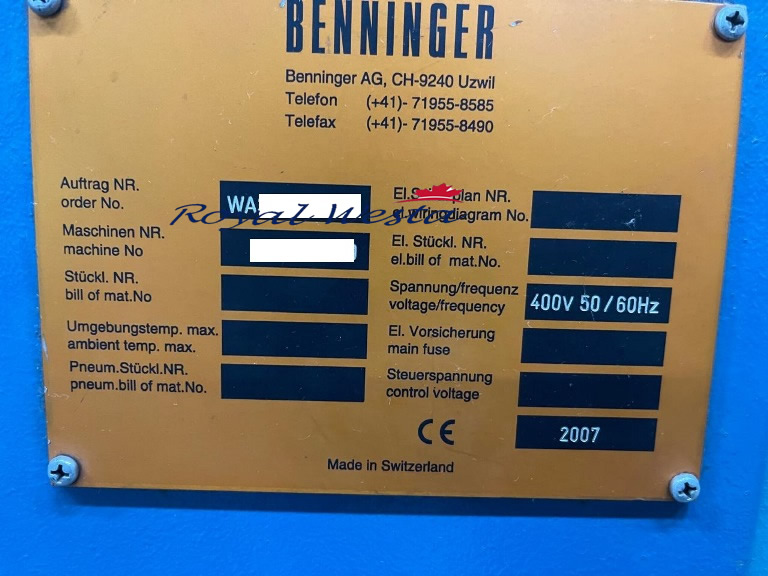 BENNINGER
Benninger AG, CH-9240 Uzwil
Telefon (+41)- 71955-8585
Telefax (+41)- 71955-8490
Auftrag NR.
order No.
WA
Maschinen NR.
machine No
Stückl. NR.
bill of mat.No
Umgebungstemp. max.
ambient temp. max.
Pneum.Stückl.NR.
pneum.bill of mat.No.
plan NR.
el.wiringdiagram No.
El. Stückl. NR.
el.bill of mat.No.
Spannung/frequenz
voltage/frequency
400V 50/60Hz
El. Vorsicherung
main fuse
Steuerspannung
control voltage
CE
2007
Made in Switzerland
Royal Westa